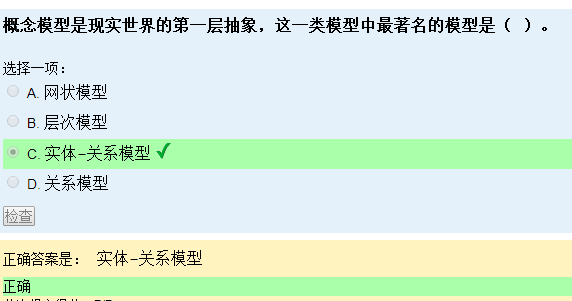 概念模型是现实世界的第一层抽象，这一类模型中最著名的模型是（ ）。
选择一项：
A. 网状模型
B. 层次模型
C. 实体-关系模型
D. 关系模型
检查
正确答案是： 实体-关系模型
正确